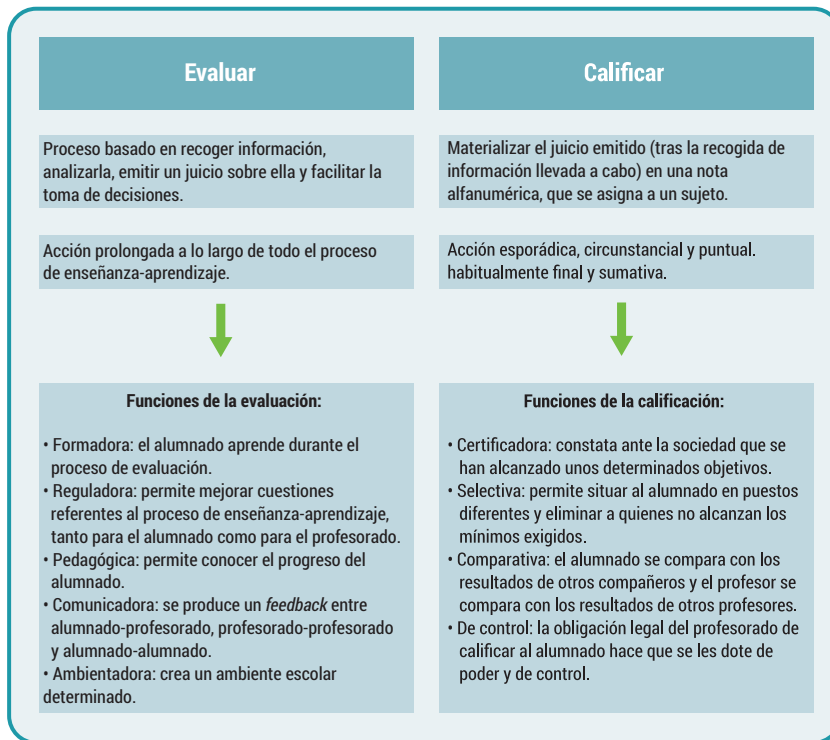 Evaluar
Proceso basado en recoger información,
analizarla, emitir un juicio sobre ella y facilitar la
toma de decisiones.
Acción prolongada a lo largo de todo el proceso
de enseñanza-aprendizaje.
Funciones de la evaluación:
• Formadora: el alumnado aprende durante el
proceso de evaluación.
• Reguladora: permite mejorar cuestiones
referentes al proceso de enseñanza-aprendizaje,
tanto para el alumnado como para el profesorado.
• Pedagógica: permite conocer el progreso del
alumnado.
• Comunicadora: se produce un feedback entre
alumnado-profesorado, profesorado-profesorado
y alumnado-alumnado.
• Ambientadora: crea un ambiente escolar
determinado.
Calificar
Materializar el juicio emitido (tras la recogida de
información llevada a cabo) en una nota
alfanumérica, que se asigna a un sujeto.
Acción esporádica, circunstancial y puntual.
habitualmente final y sumativa.
Funciones de la calificación:
• Certificadora: constata ante la sociedad que se
han alcanzado unos determinados objetivos.
• Selectiva: permite situar al alumnado en puestos
diferentes y eliminar a quienes no alcanzan los
mínimos exigidos.
• Comparativa: el alumnado se compara con los
resultados de otros compañeros y el profesor se
compara con los resultados de otros profesores.
• De control: la obligación legal del profesorado de
calificar al alumnado hace que se les dote de
poder y de control.